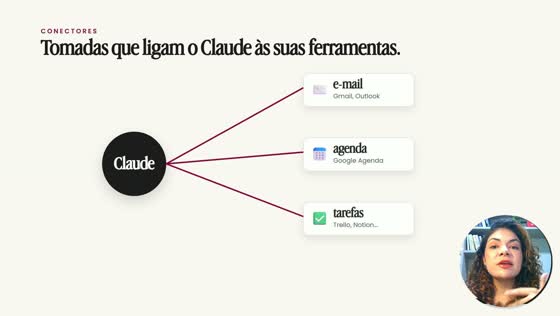 CONECTORES
Tomadas que ligam o Claude às suas ferramentas.
Claude
e-mail
Gmail, Outlook
agenda
Google Agenda
tarefas
Trello, Notion...